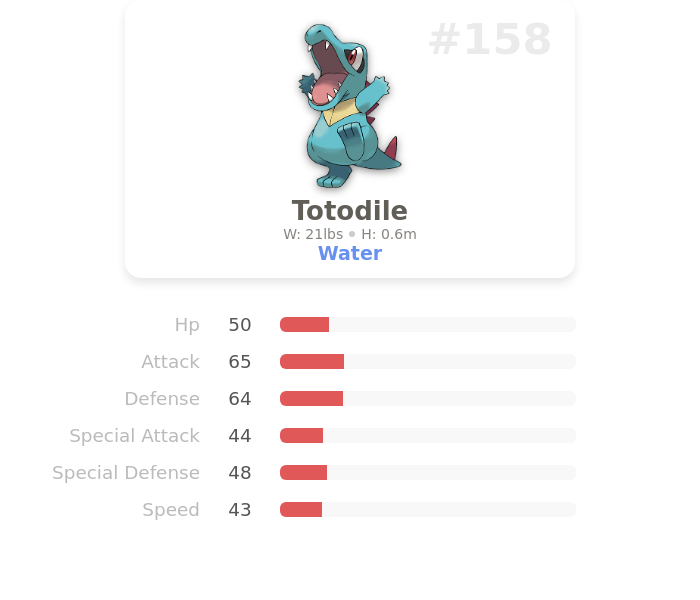 #158
Totodile
W: 21lbs ● H: 0.6m
Water
Hp 50
Attack 65
Defense 64
Special Attack 44
Special Defense 48
Speed 43